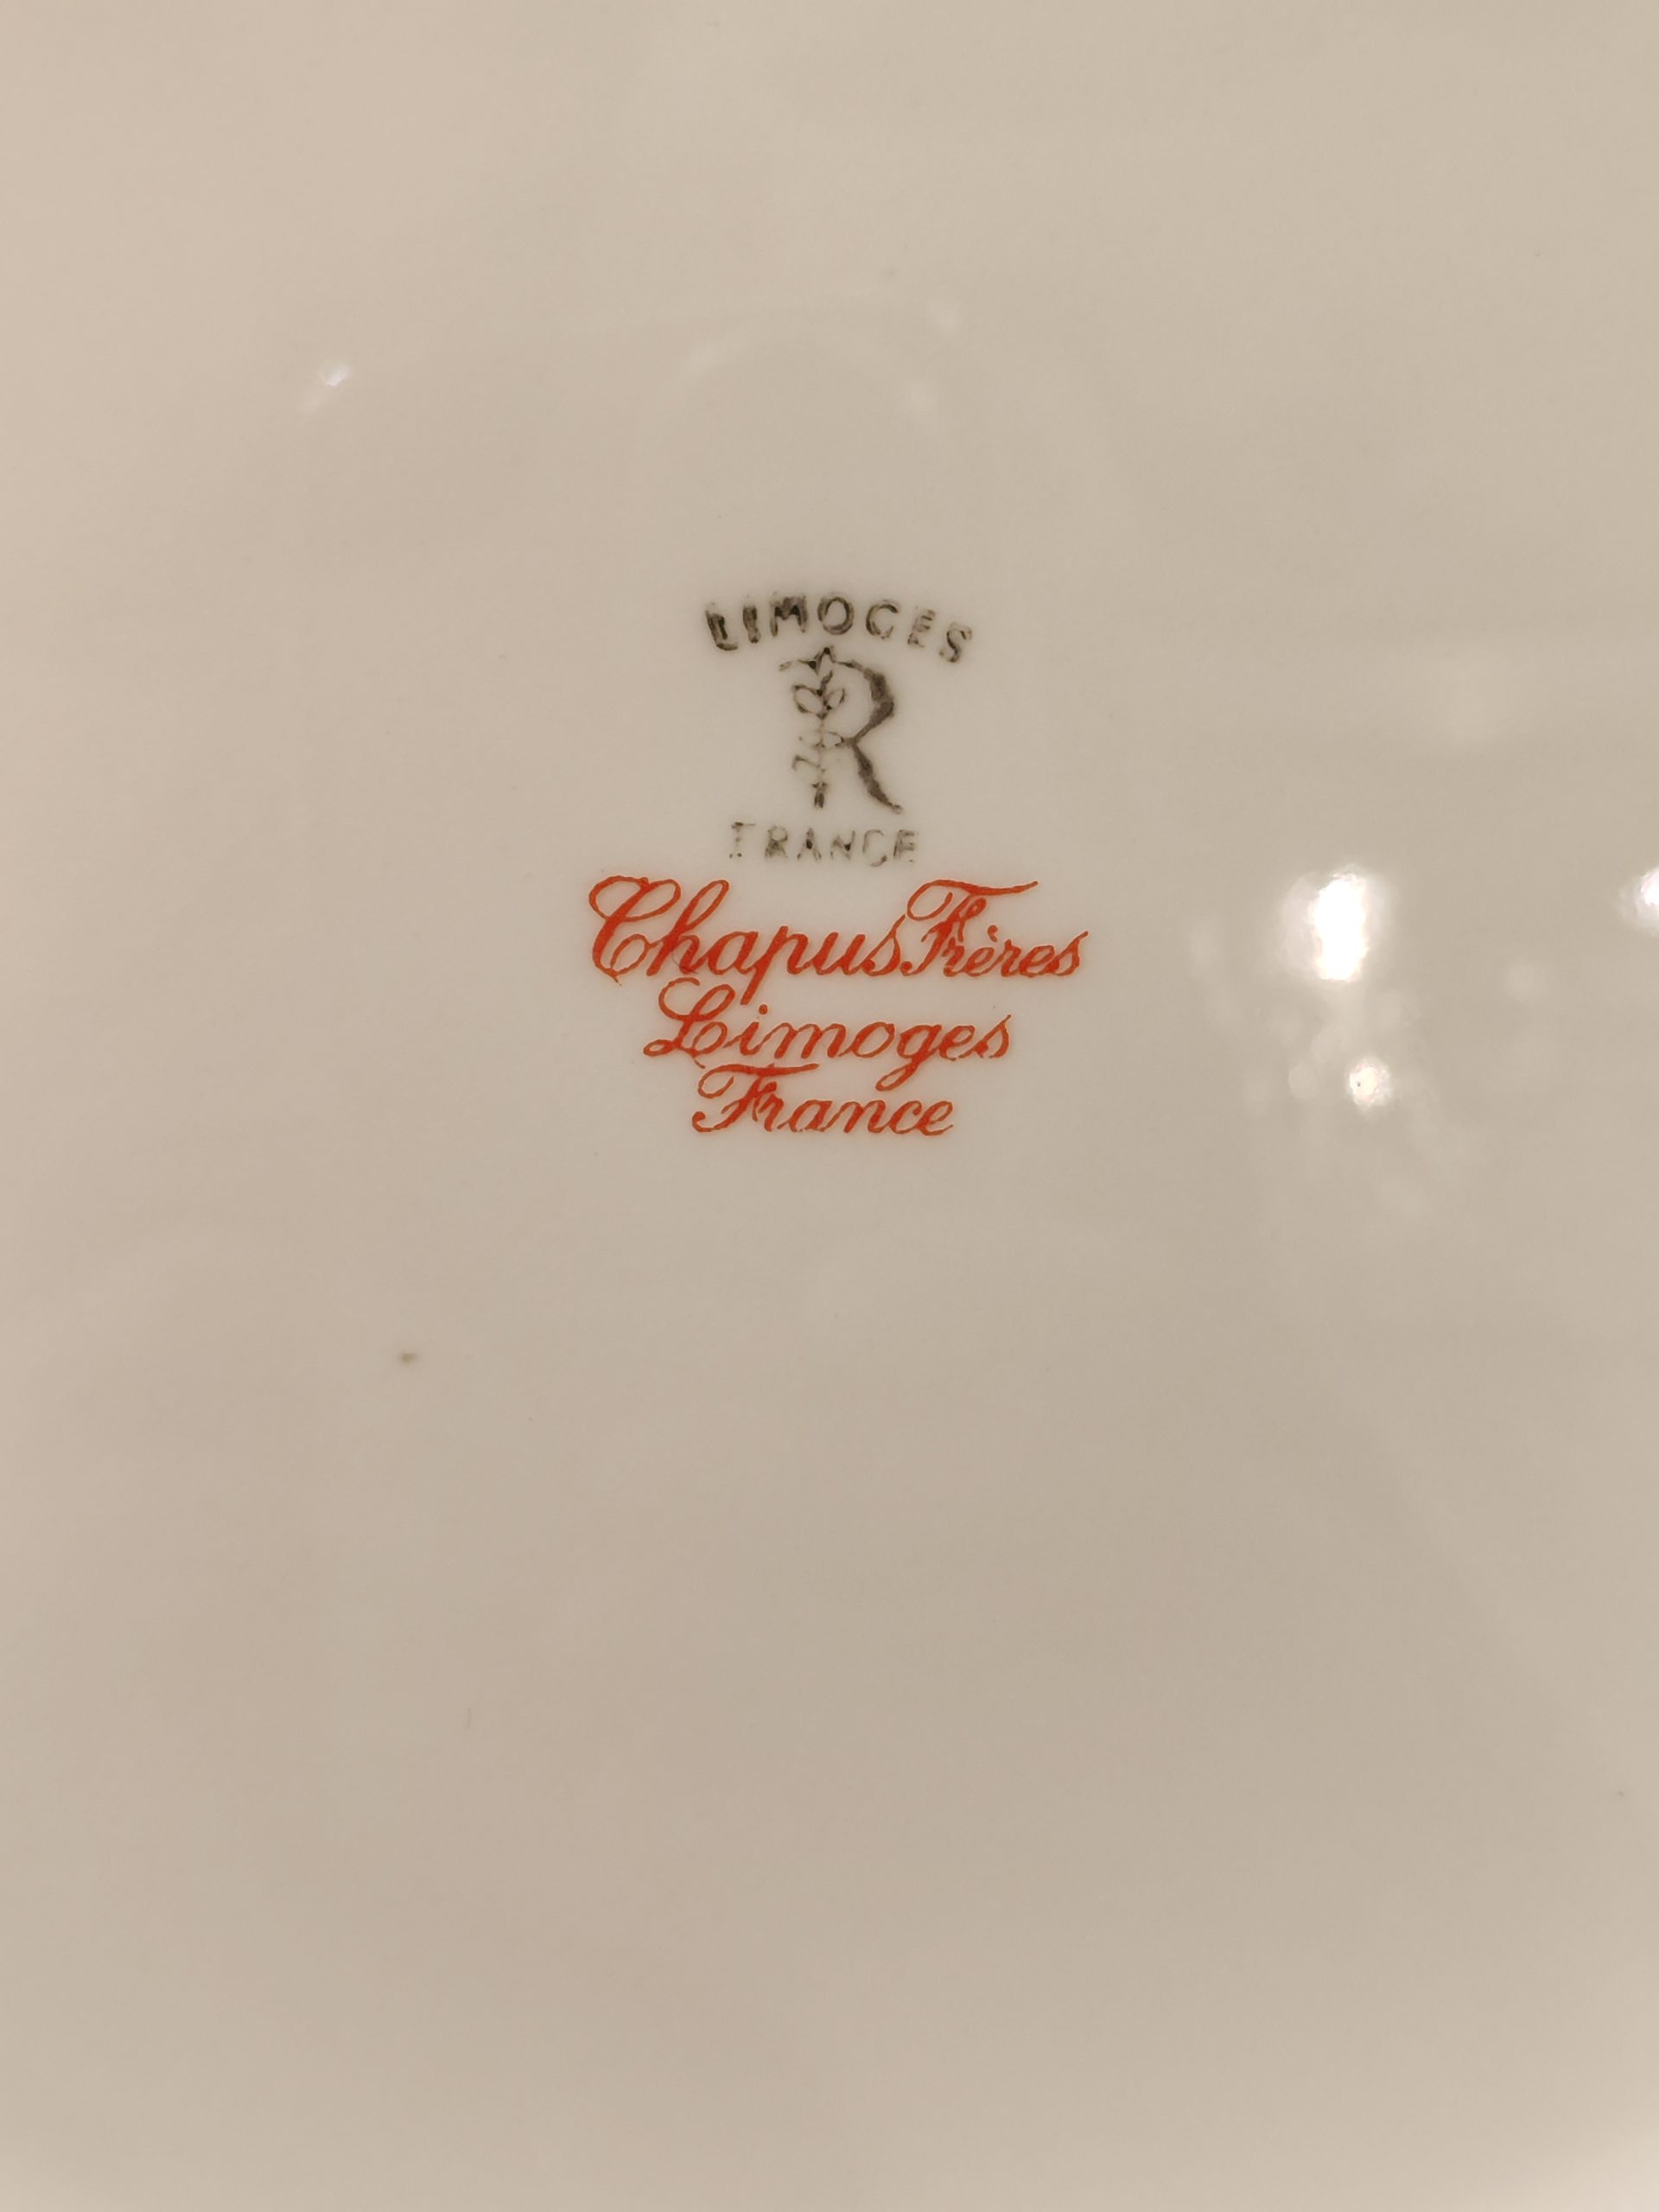 LIMOGES
R
FRANCE
Chapus Frères
Limoges
France